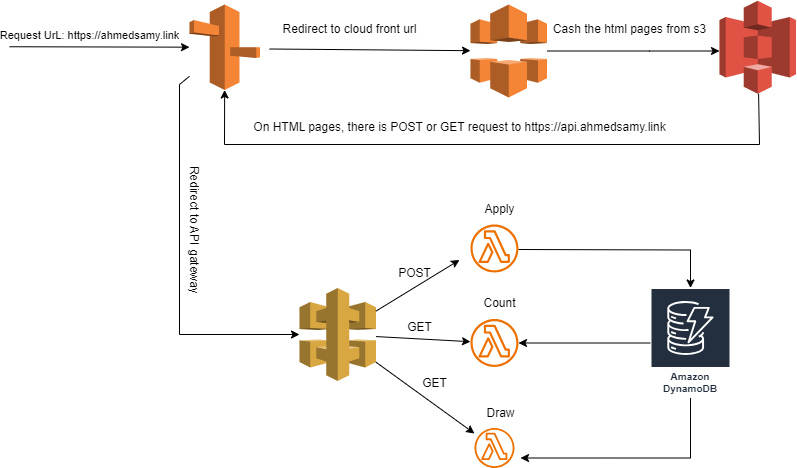 Request UrL: https://ahmedsamy.link
Redirect to cloud front url
Cash the html pages from s3
On HTML pages, there is POST or GET request to https://api.ahmedsamy.link
Redirect to API gateway
Apply
POST
Count
GET
GET
Draw
Amazon
DynamoDB